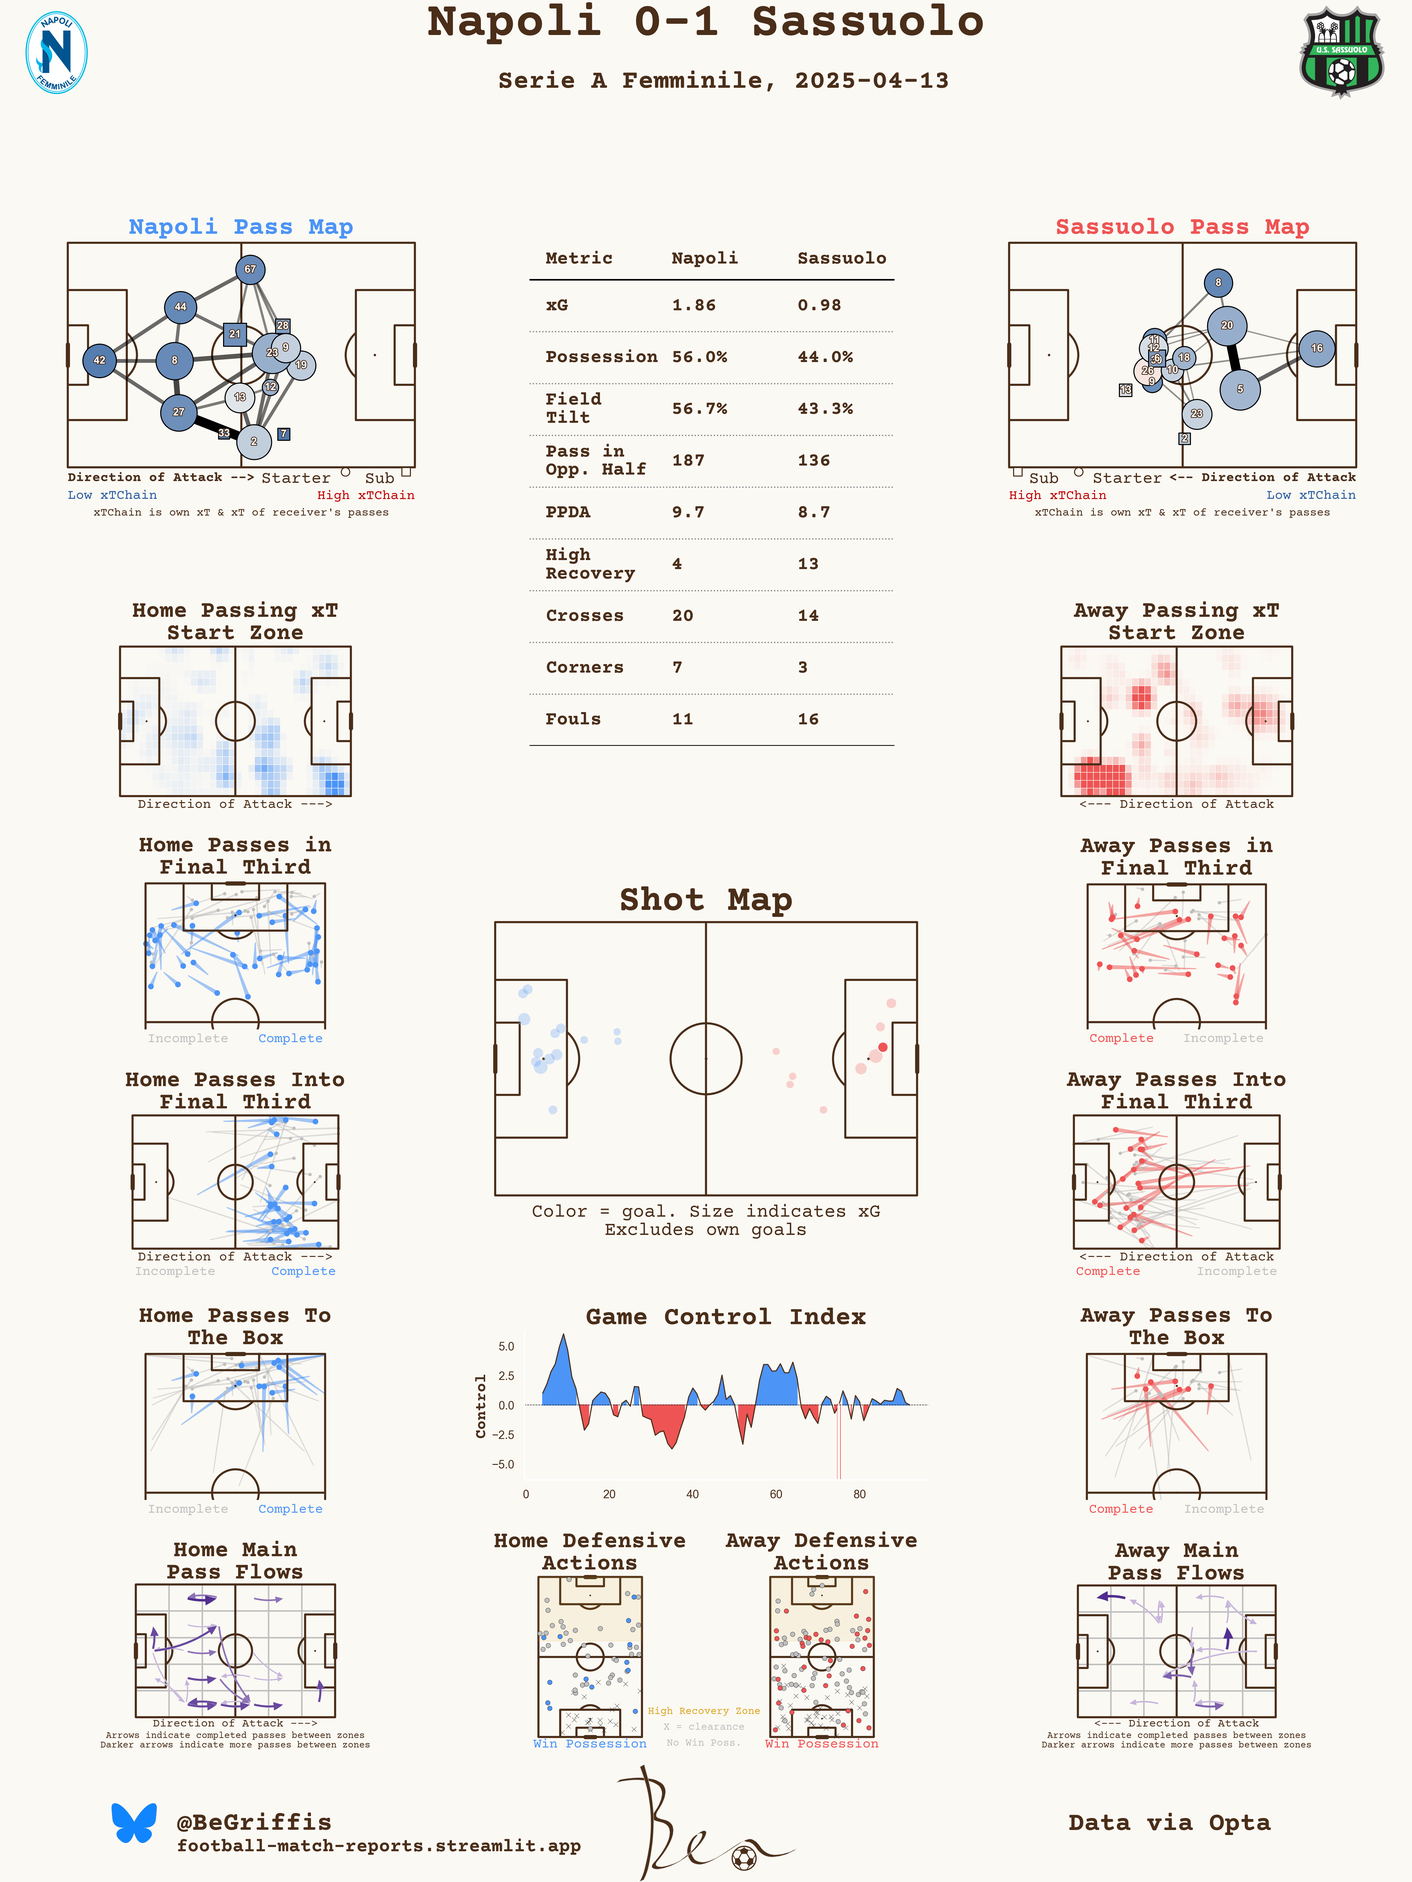 Napoli 0-1 Sassuolo
Serie A Femminile, 2025-04-13
NAPOLI
N
FEMMINILE
U.S. SASSUOLO
Napoli Pass Map
67
44
28
21
42
8
23
9
19
12
13
27
33
2
7
Direction of Attack --> Starter Sub
Low xTChain High xTChain
xTChain is own xT & xT of receiver's passes
Metric Napoli Sassuolo
xG 1.86 0.98
Possession 56.0% 44.0%
Field
Tilt 56.7% 43.3%
Pass in
Opp. Half 187 136
PPDA 9.7 8.7
High
Recovery 4 13
Crosses 20 14
Corners 7 3
Fouls 11 16
Sassuolo Pass Map
8
20
11
12
16
18
10
26
9
13
5
23
2
Sub Starter <-- Direction of Attack
High xTChain Low xTChain
xTChain is own xT & xT of receiver's passes
Home Passing xT
Start Zone
Direction of Attack --->
Away Passing xT
Start Zone
<--- Direction of Attack
Home Passes in
Final Third
Incomplete Complete
Away Passes in
Final Third
Complete Incomplete
Shot Map
Color = goal. Size indicates xG
Excludes own goals
Home Passes Into
Final Third
Direction of Attack --->
Incomplete Complete
Away Passes Into
Final Third
<--- Direction of Attack
Complete Incomplete
Home Passes To
The Box
Incomplete Complete
Game Control Index
Control
5.0
2.5
0.0
−2.5
−5.0
0 20 40 60 80
Away Passes To
The Box
Complete Incomplete
Home Main
Pass Flows
Direction of Attack --->
Arrows indicate completed passes between zones
Darker arrows indicate more passes between zones
Home Defensive
Actions
Win Possession
High Recovery Zone
X = clearance
No Win Poss.
Away Defensive
Actions
Win Possession
Away Main
Pass Flows
<--- Direction of Attack
Arrows indicate completed passes between zones
Darker arrows indicate more passes between zones
@BeGriffis
football-match-reports.streamlit.app
Ben
Data via Opta